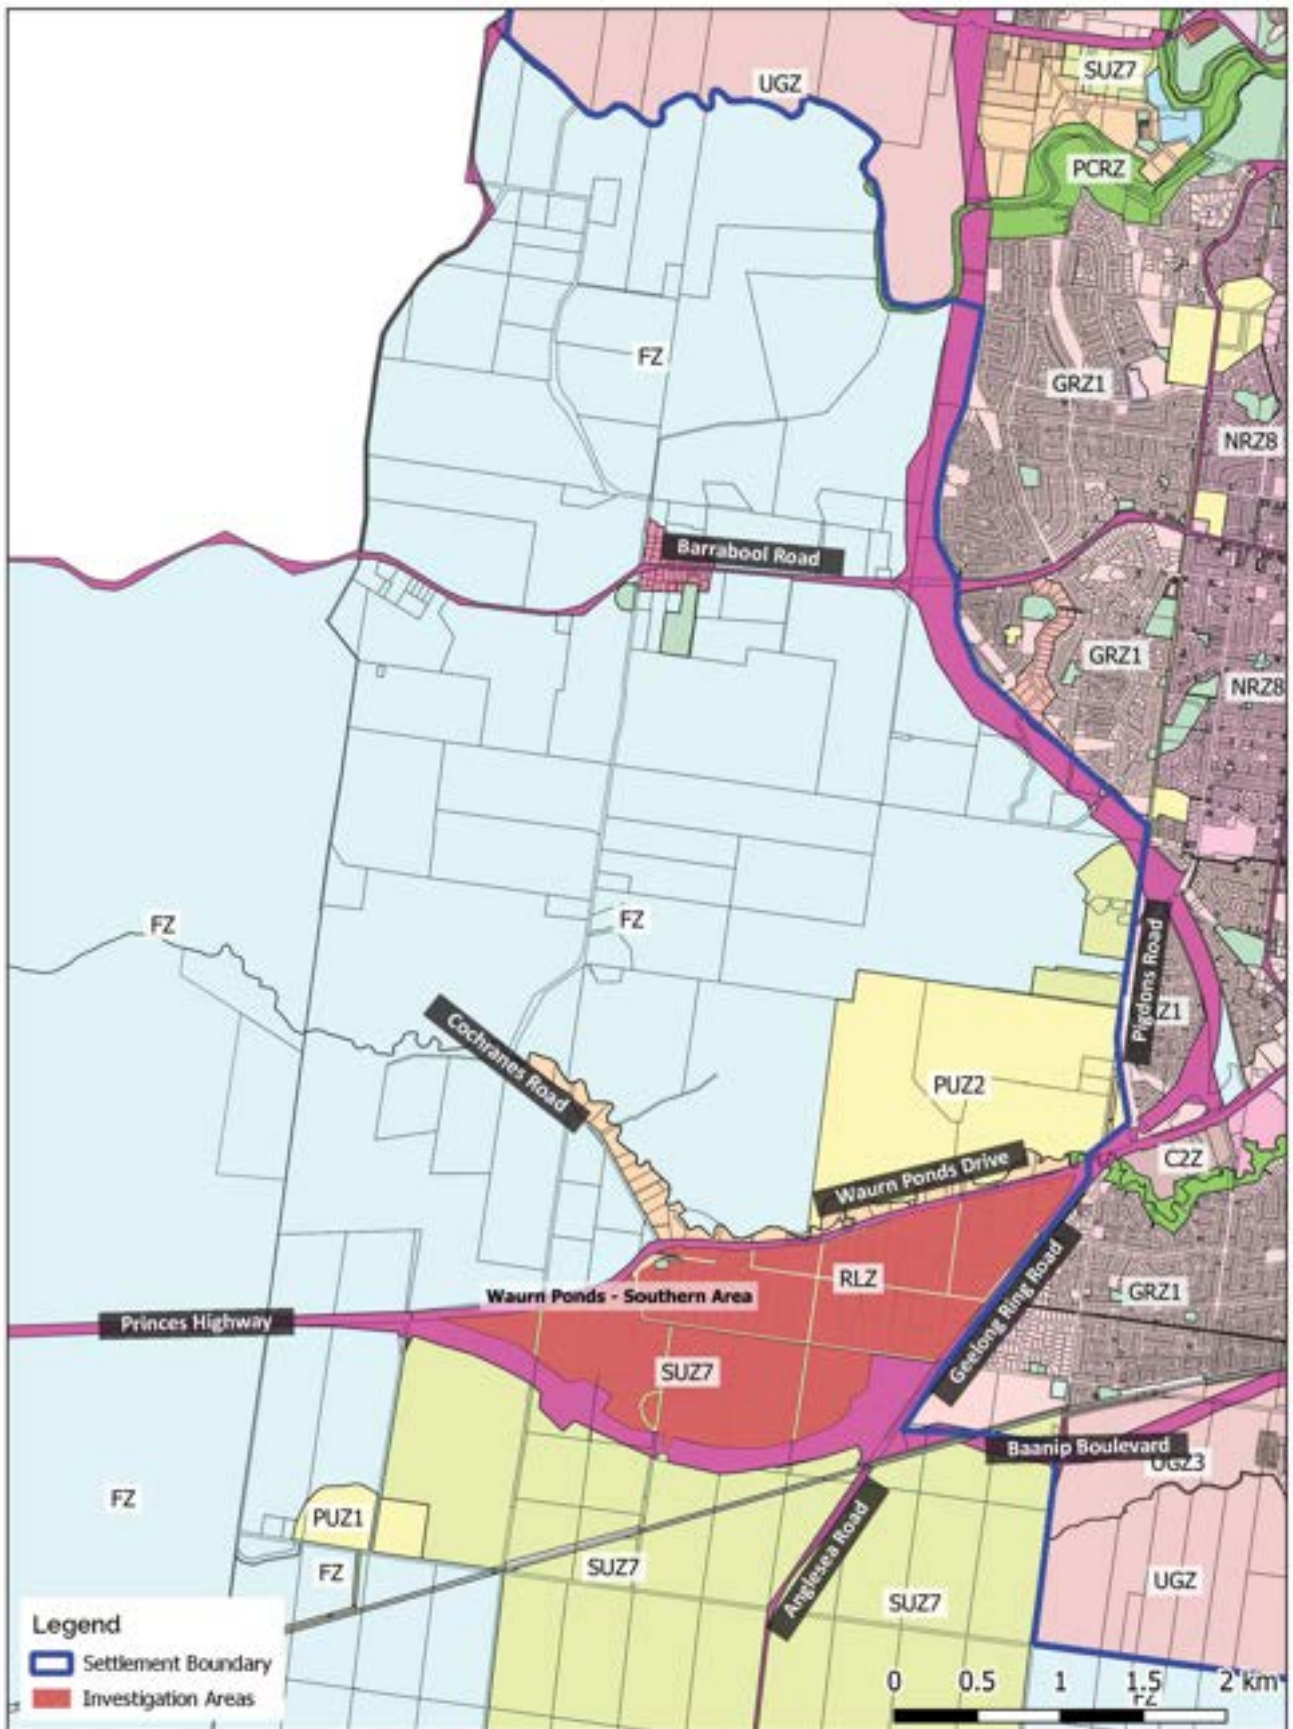 UGZ
SUZ7
PCRZ
FZ
GRZ1
NRZ8
Barrabool Road
GRZ1
NRZ8
FZ
FZ
Pigdons Road
Z1
Cochranes Road
PUZ2
C2Z
Waurn Ponds Drive
RLZ
Waurn Ponds - Southern Area
GRZ1
Princes Highway
Geelong Ring Road
SUZ7
Baanip Boulevard
UGZ3
FZ
PUZ1
Anglesea Road
SUZ7
FZ
UGZ
SUZ7
Legend
Settlement Boundary
Investigation Areas
0 0.5 1 1.5 2 km
FZ